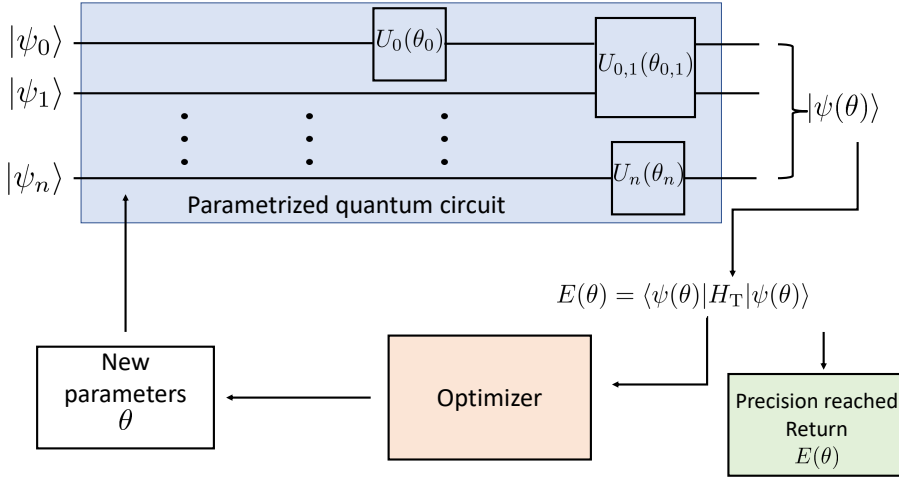 |ψ₀⟩
U₀(θ₀)
U₀,₁(θ₀,₁)
|ψ₁⟩
|ψ(θ)⟩
|ψₙ⟩
Uₙ(θₙ)
Parametrized quantum circuit
E(θ) = ⟨ψ(θ)|H_T|ψ(θ)⟩
New
parameters
θ
Optimizer
Precision reached
Return
E(θ)